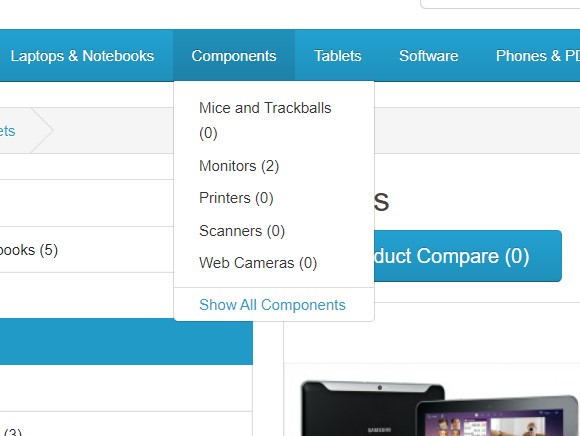 Laptops & Notebooks Components Tablets Software Phones & PD
Mice and Trackballs
(0)
ets
Monitors (2)
Printers (0)
s
Scanners (0)
books (5)
duct Compare (0)
Web Cameras (0)
Show All Components
SAMSUNG
(3)